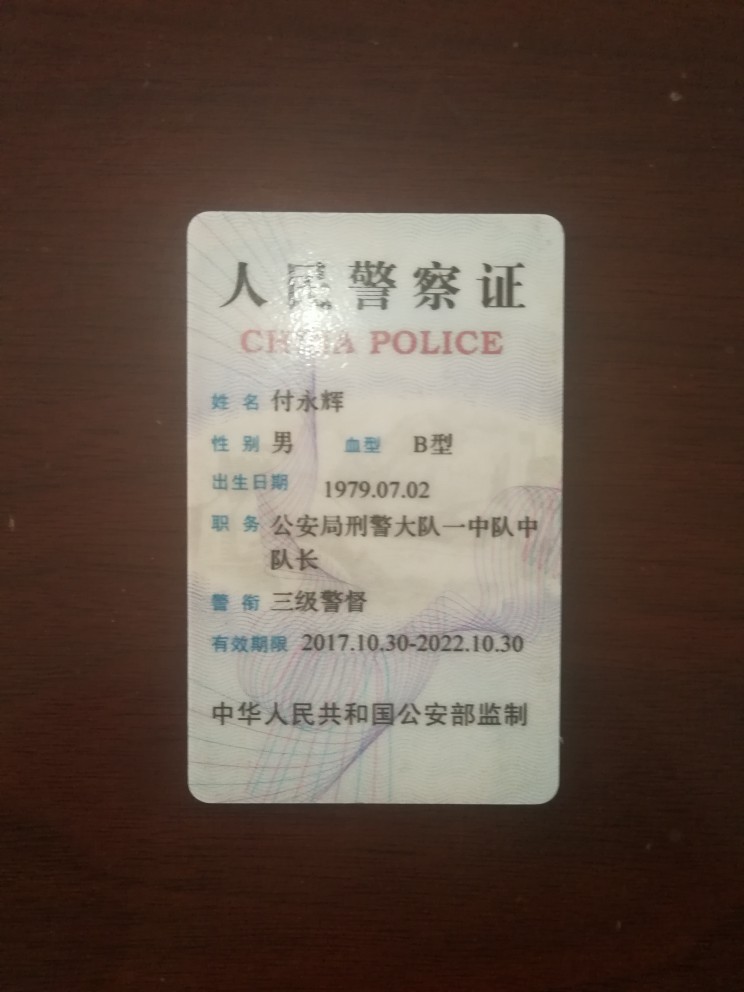 人民警察证
CHINA POLICE
姓 名 付永辉
性 别 男 血型 B型
出生日期 1979.07.02
职 务 公安局刑警大队一中队中
队长
警 衔 三级警督
有效期限 2017.10.30-2022.10.30
中华人民共和国公安部监制